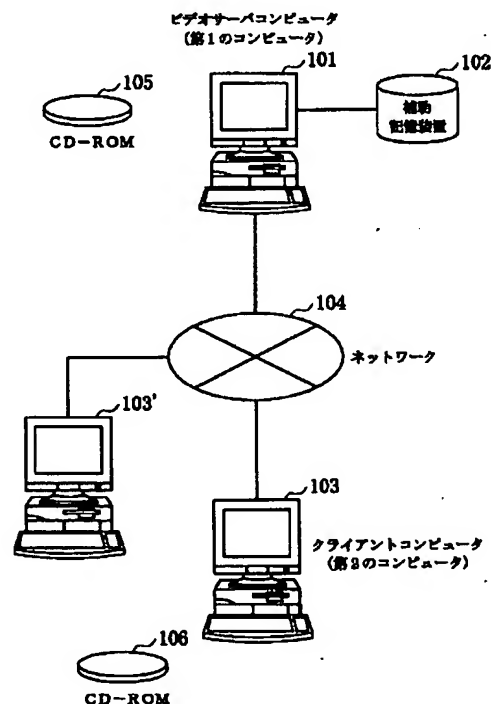 ビデオサーバコンピュータ
(第1のコンピュータ)
105
101
102
CD-ROM
補助
記憶装置
104
ネットワーク
103'
103
クライアントコンピュータ
(第2のコンピュータ)
106
CD-ROM